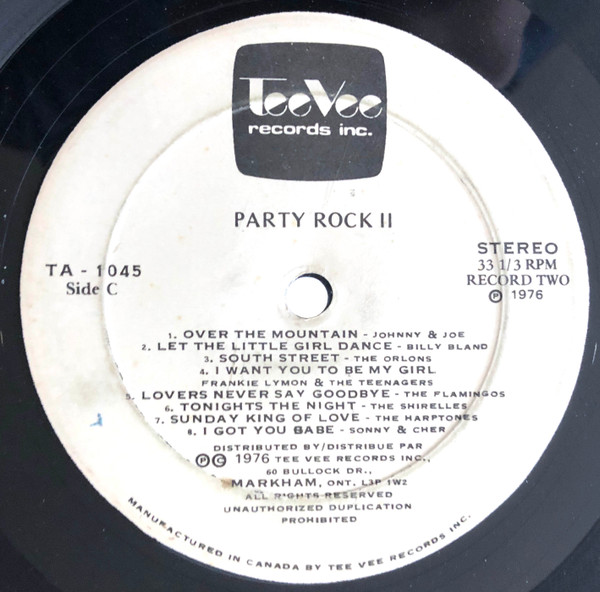 TeeVee
records inc.
PARTY ROCK II
TA - 1045
Side C
STEREO
33 1/3 RPM
RECORD TWO
℗ 1976
1. OVER THE MOUNTAIN - JOHNNY & JOE
2. LET THE LITTLE GIRL DANCE - BILLY BLAND
3. SOUTH STREET - THE ORLONS
4. I WANT YOU TO BE MY GIRL
FRANKIE LYMON & THE TEENAGERS
5. LOVERS NEVER SAY GOODBYE - THE FLAMINGOS
6. TONIGHTS THE NIGHT - THE SHIRELLES
7. SUNDAY KING OF LOVE - THE HARPTONES
8. I GOT YOU BABE - SONNY & CHER
DISTRIBUTED BY/DISTRIBUE PAR
℗© 1976 TEE VEE RECORDS INC.,
60 BULLOCK DR.,
MARKHAM, ONT. L3P 1W2
ALL RIGHTS RESERVED
UNAUTHORIZED DUPLICATION
PROHIBITED
MANUFACTURED IN CANADA BY TEE VEE RECORDS INC.